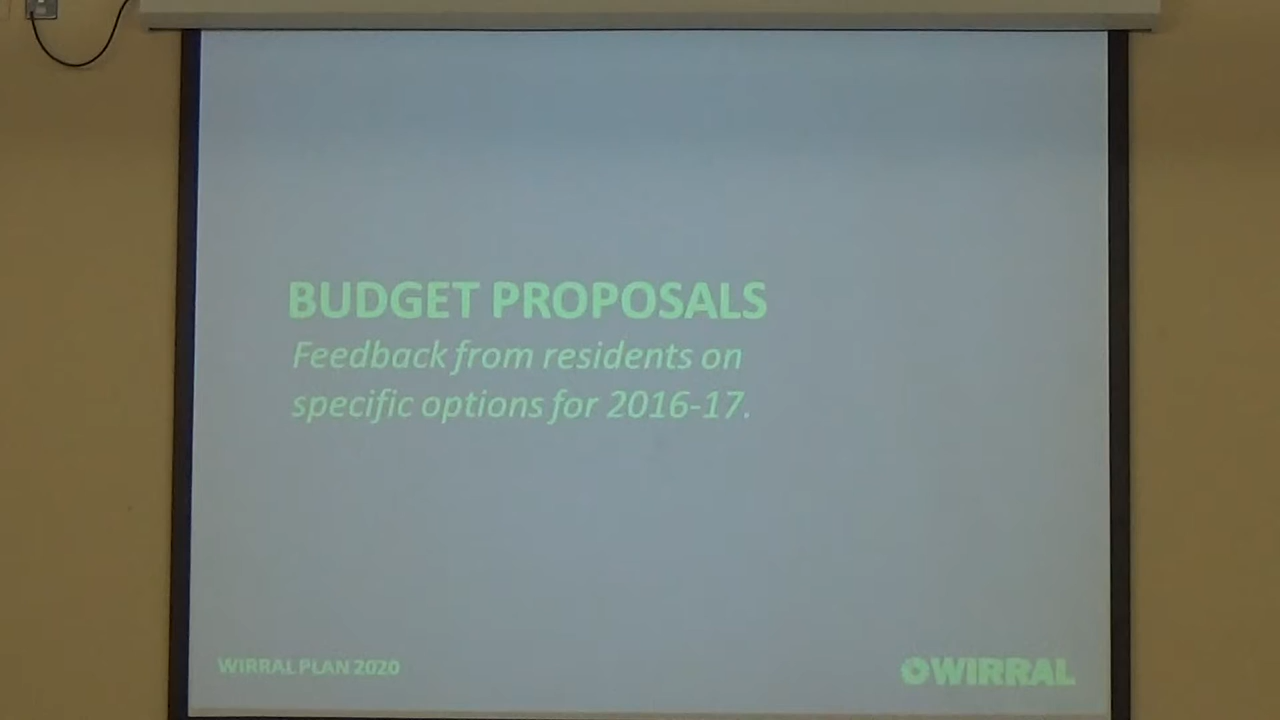 BUDGET PROPOSALS
Feedback from residents on
specific options for 2016-17.
WIRRAL PLAN 2020
WIRRAL